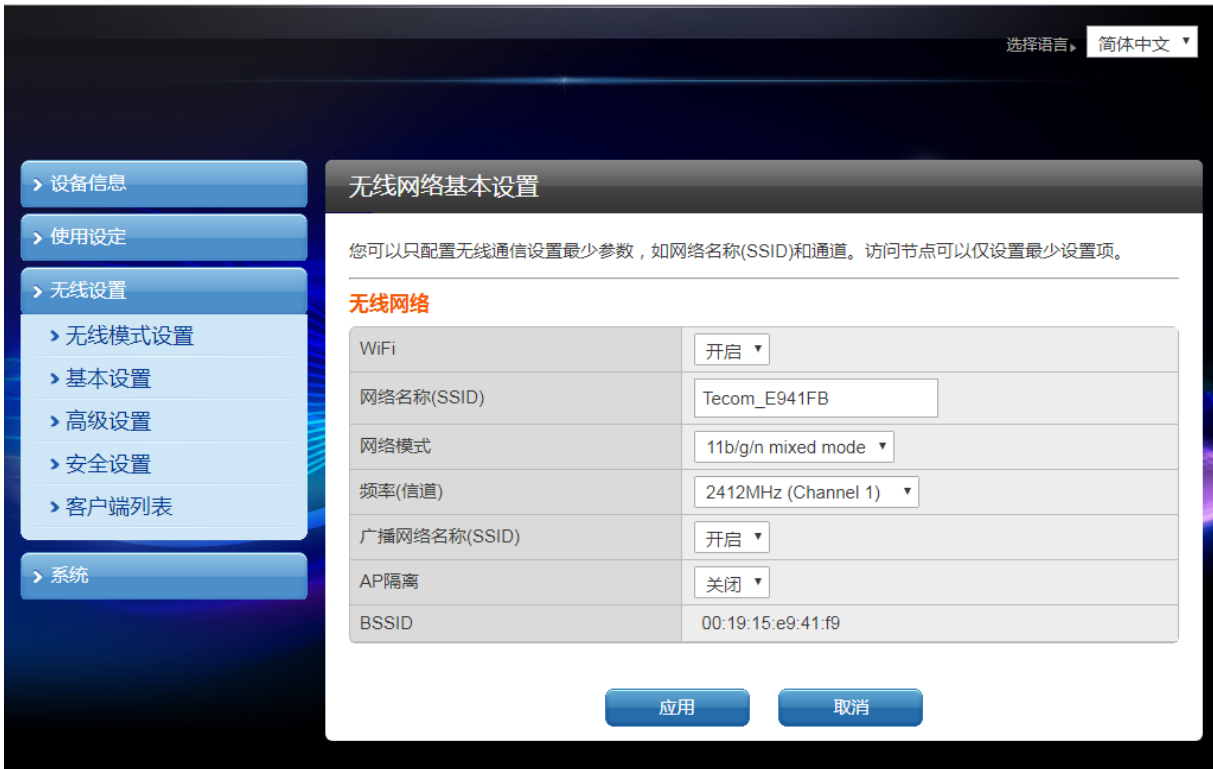 选择语言
简体中文
设备信息
使用设定
无线设置
无线模式设置
基本设置
高级设置
安全设置
客户端列表
系统
无线网络基本设置
您可以只配置无线通信设置最少参数，如网络名称(SSID)和通道。访问节点可以仅设置最少设置项。
无线网络
WiFi 开启
网络名称(SSID) Tecom_E941FB
网络模式 11b/g/n mixed mode
频率(信道) 2412MHz (Channel 1)
广播网络名称(SSID) 开启
AP隔离 关闭
BSSID 00:19:15:e9:41:f9
应用 取消